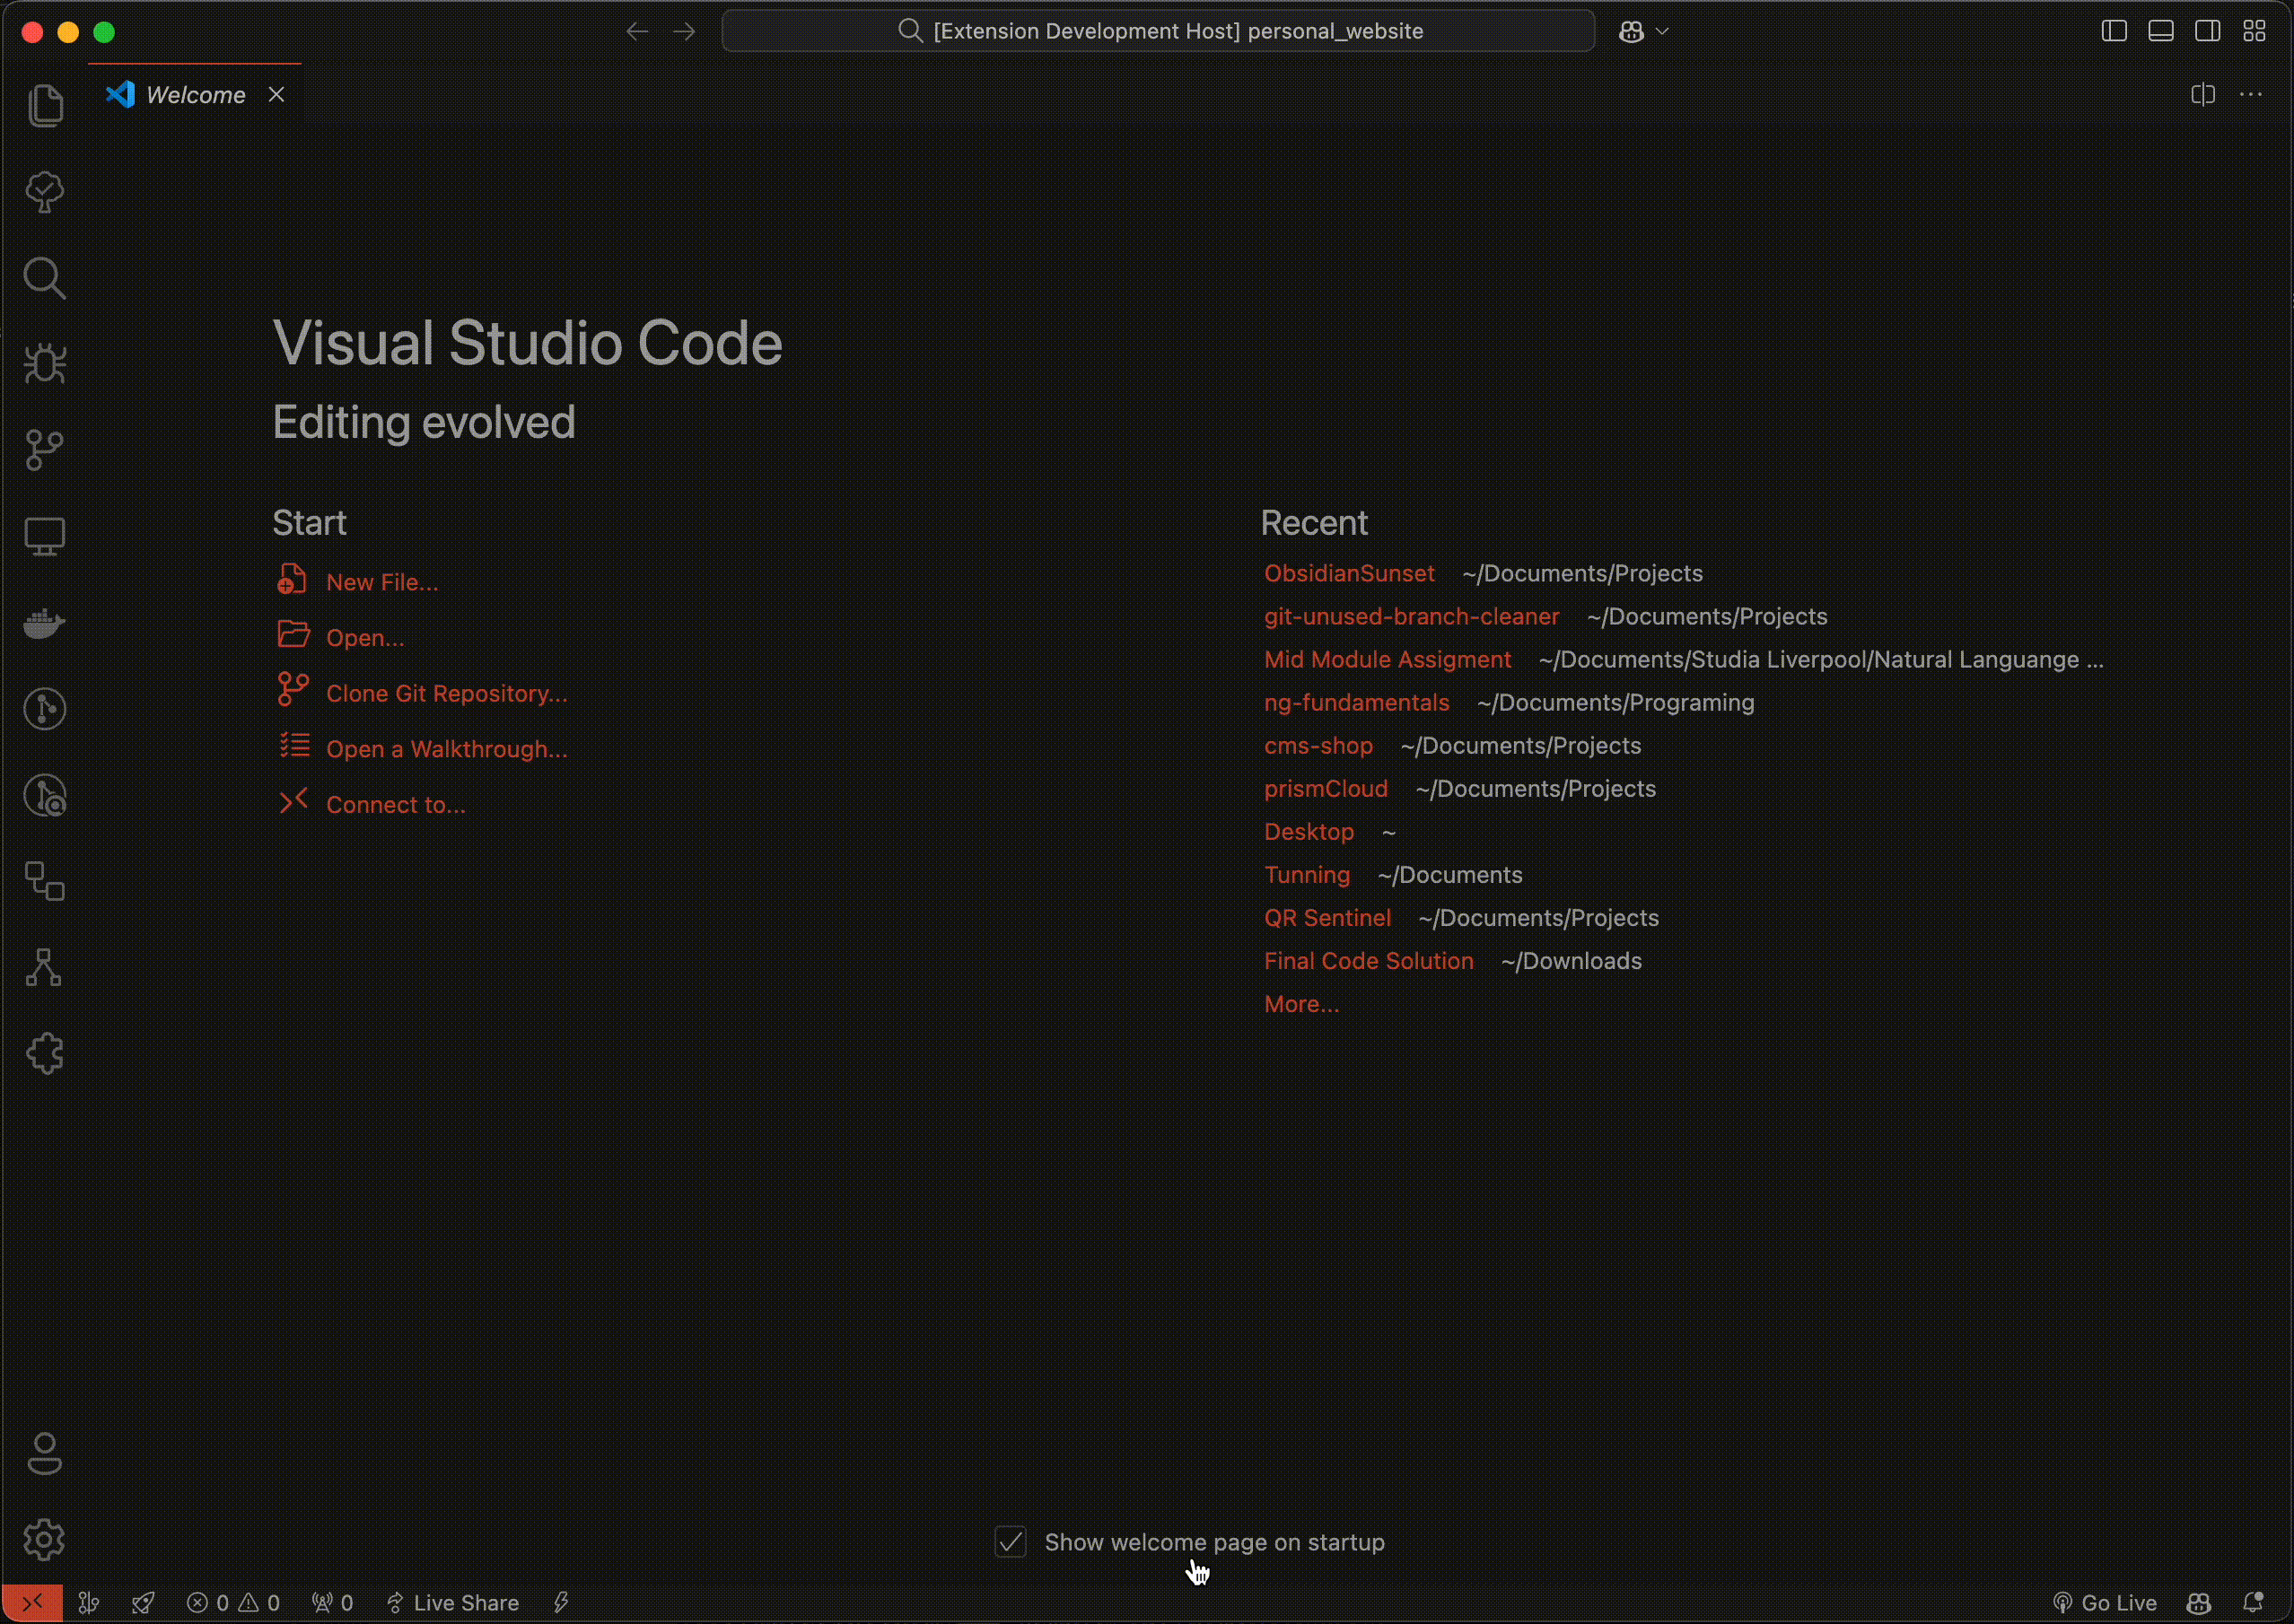 [Extension Development Host] personal_website
Welcome
Visual Studio Code
Editing evolved
Start
New File...
Open...
Clone Git Repository...
Open a Walkthrough...
Connect to...
Recent
ObsidianSunset ~/Documents/Projects
git-unused-branch-cleaner ~/Documents/Projects
Mid Module Assigment ~/Documents/Studia Liverpool/Natural Languange ...
ng-fundamentals ~/Documents/Programing
cms-shop ~/Documents/Projects
prismCloud ~/Documents/Projects
Desktop ~
Tunning ~/Documents
QR Sentinel ~/Documents/Projects
Final Code Solution ~/Downloads
More...
Show welcome page on startup
0 0 0 Live Share Go Live